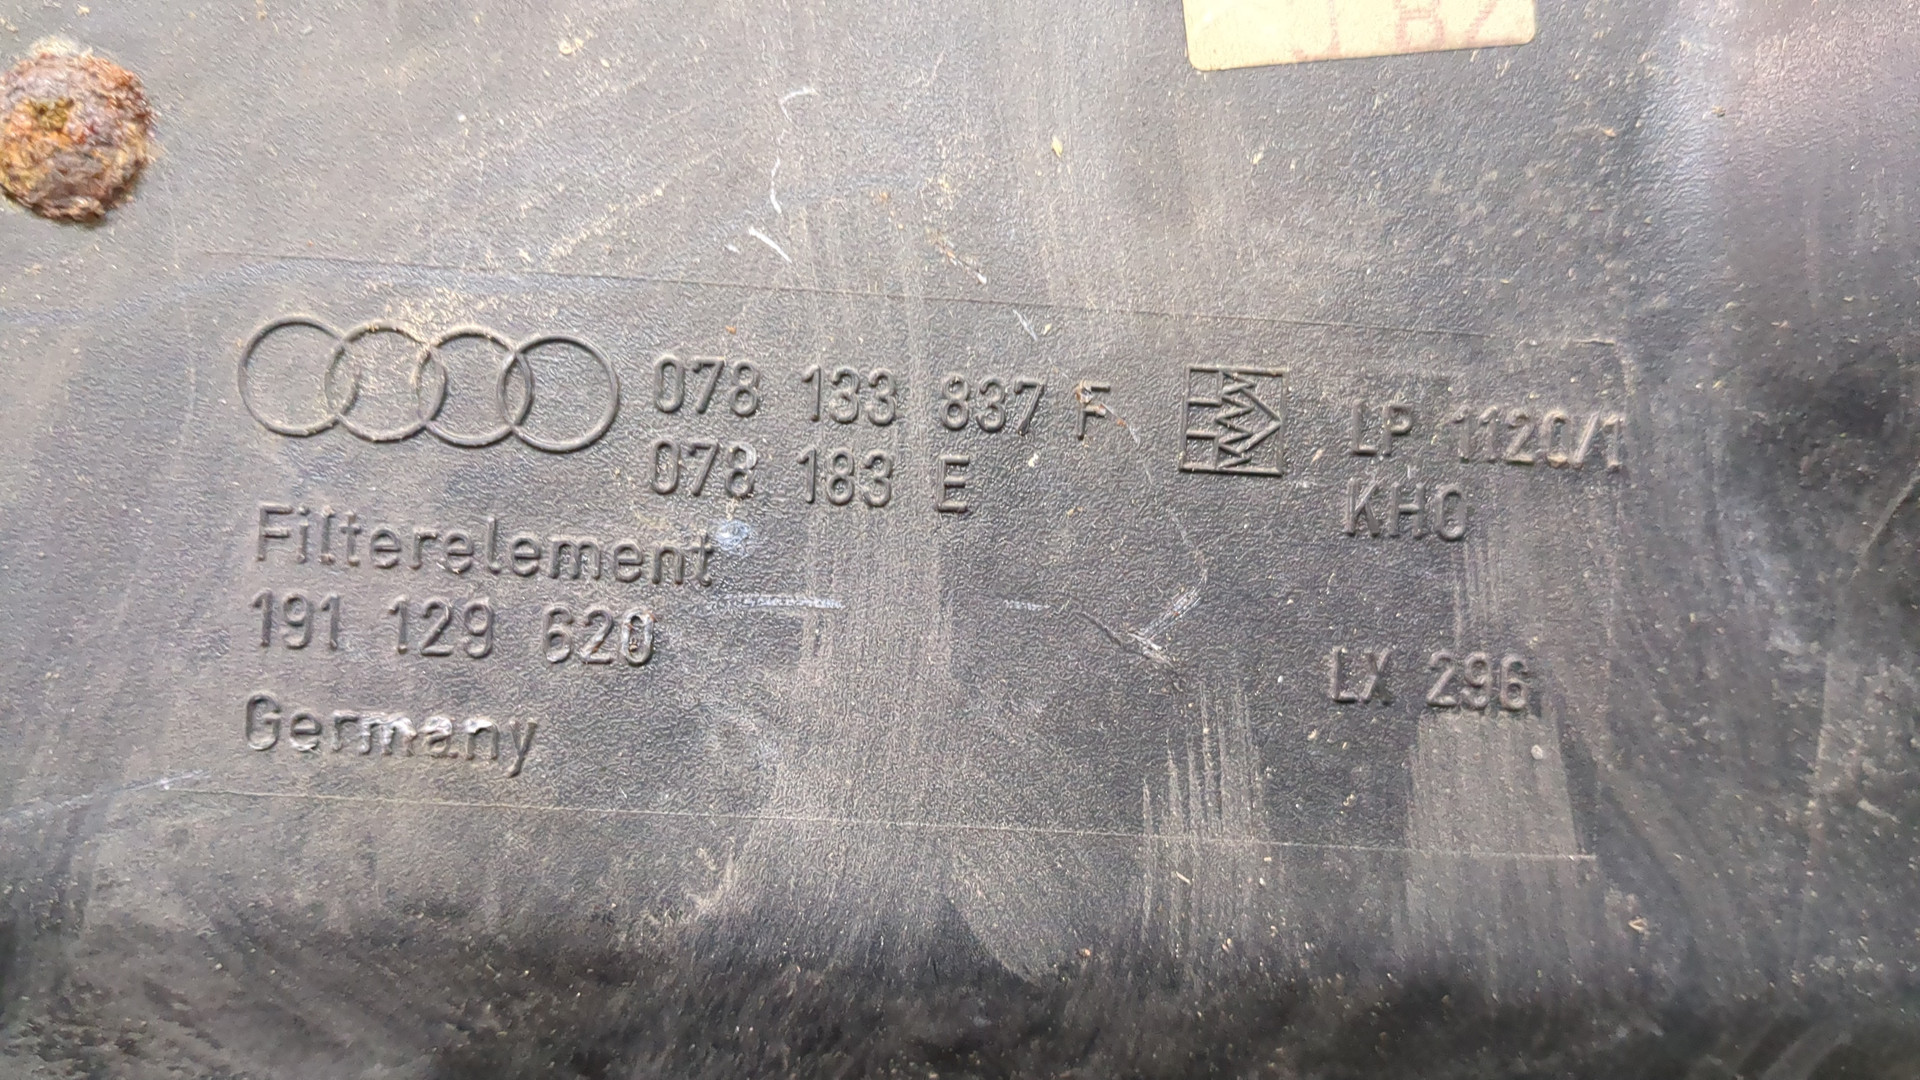 078 133 837 F
078 183 E
LP 1120/1
KHO
Filterelement
191 129 620
LX 296
Germany